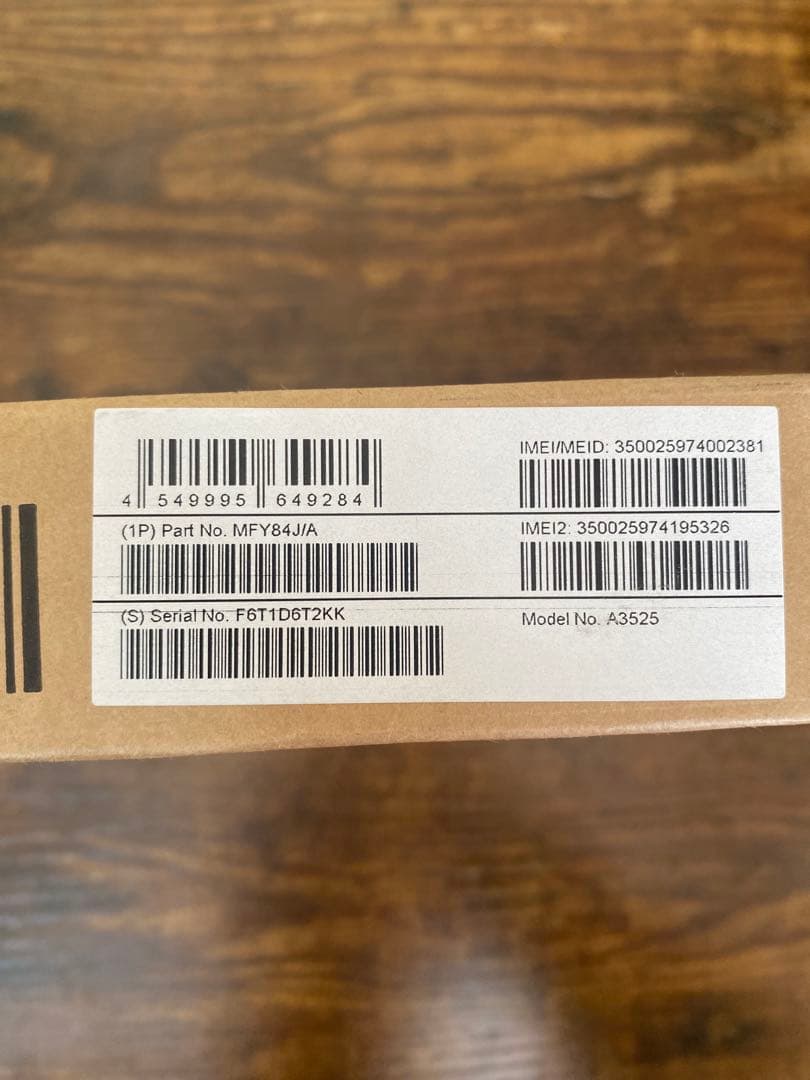 4 549995 649284
(1P) Part No. MFY84J/A
(S) Serial No. F6T1D6T2KK
IMEI/MEID: 350025974002381
IMEI2: 350025974195326
Model No. A3525